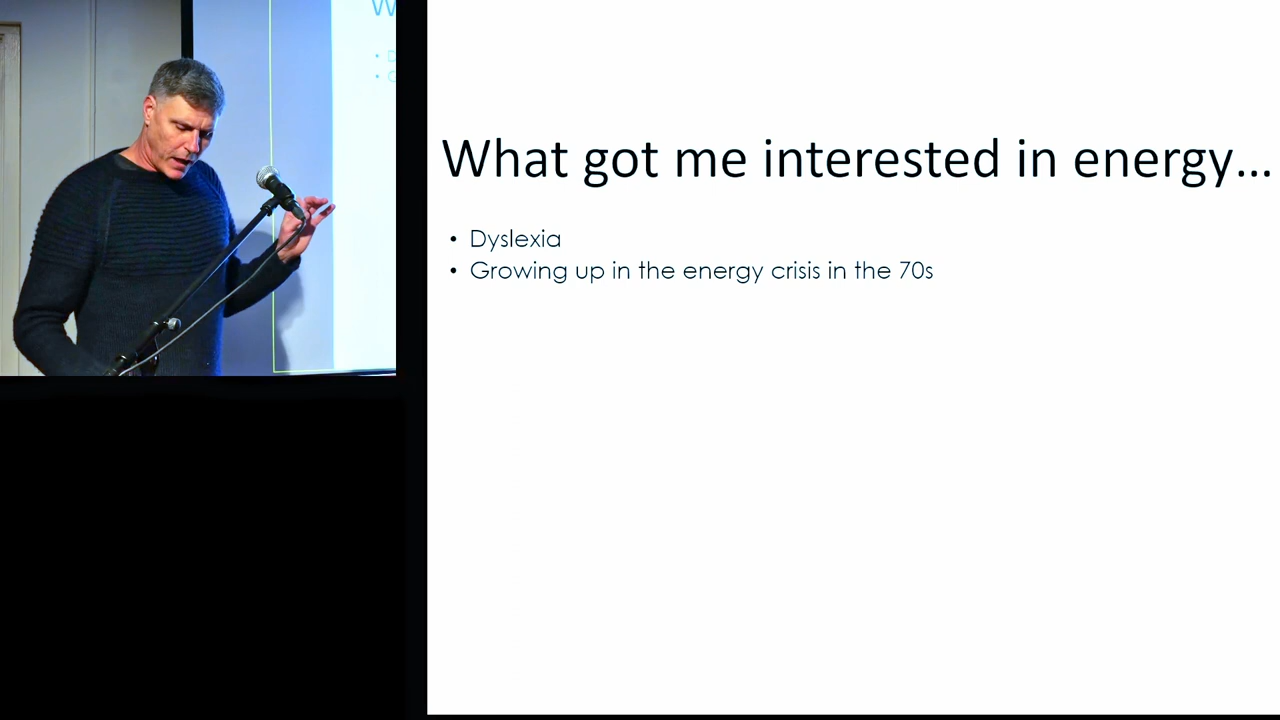 What got me interested in energy...
• Dyslexia
• Growing up in the energy crisis in the 70s